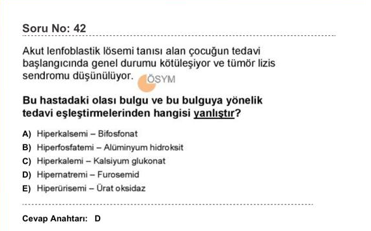 Soru No: 42
Akut lenfoblastik lösemi tanısı alan çocuğun tedavi
başlangıcında genel durumu kötüleşiyor ve tümör lizis
sendromu düşünülüyor.
ÖSYM
Bu hastadaki olası bulgu ve bu bulguya yönelik
tedavi eşleştirmelerinden hangisi yanlıştır?
A) Hiperkalsemi – Bifosfonat
B) Hiperfosfatemi – Alüminyum hidroksit
C) Hiperkalemi – Kalsiyum glukonat
D) Hipernatremi – Furosemid
E) Hiperürisemi – Ürat oksidaz
Cevap Anahtarı: D